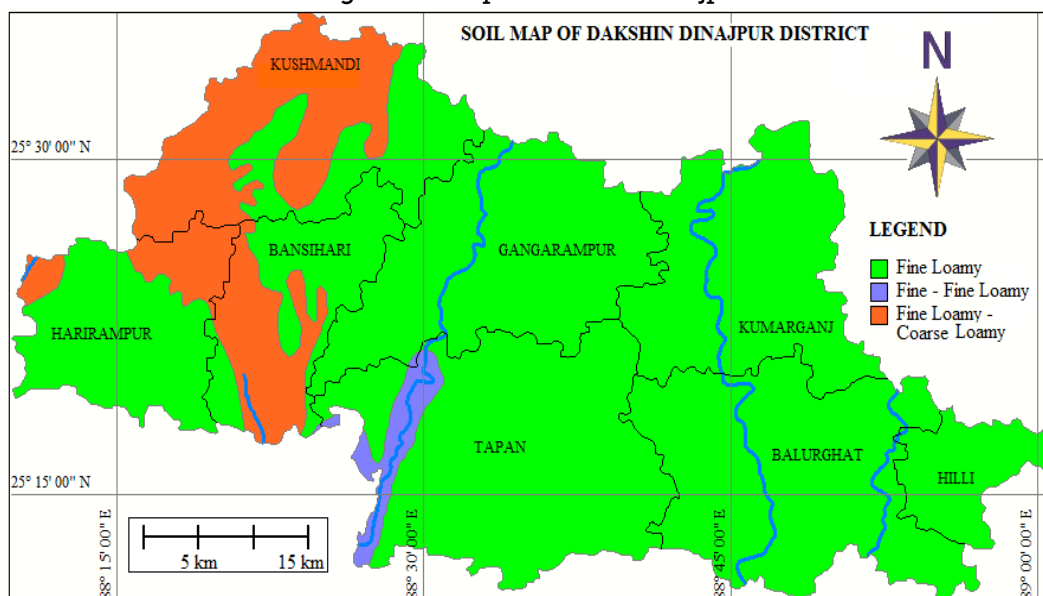 SOIL MAP OF DAKSHIN DINAJPUR DISTRICT
N
KUSHMANDI
25° 30' 00" N
LEGEND
BANSIHARI
GANGARAMPUR
Fine Loamy
Fine - Fine Loamy
Fine Loamy -
Coarse Loamy
HARIRAMPUR
KUMARGANJ
TAPAN
BALURGHAT
HILLI
25° 15' 00" N
5 km
15 km
88° 15' 00" E
88° 30' 00" E
88° 45' 00" E
89° 00' 00" E